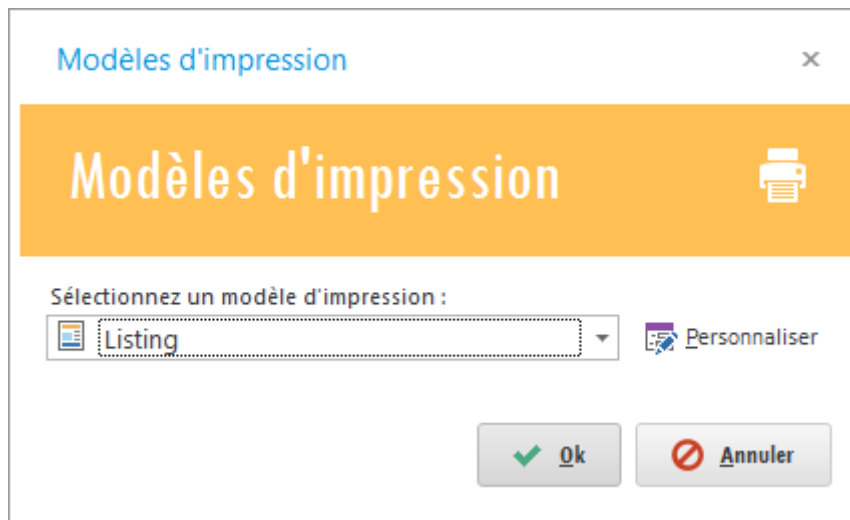 Modèles d'impression
Modèles d'impression
Sélectionnez un modèle d'impression :
Listing
Personnaliser
Ok
Annuler